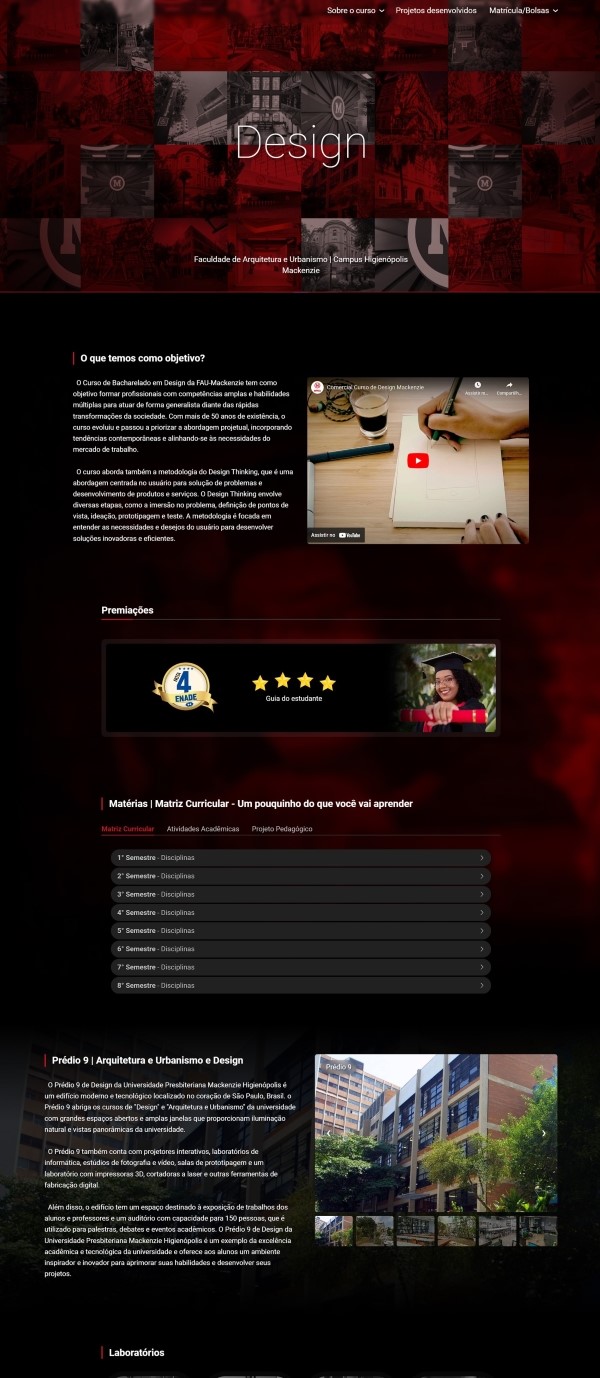 Sobre o curso Projetos desenvolvidos Matrícula/Bolsas
Design
Faculdade de Arquitetura e Urbanismo | Campus Higienópolis
Mackenzie
O que temos como objetivo?
O Curso de Bacharelado em Design da FAU-Mackenzie tem como
objetivo formar profissionais com competências amplas e habilidades
múltiplas para atuar de forma generalista diante das rápidas
transformações da sociedade. Com mais de 50 anos de existência, o
curso evoluiu e passou a priorizar a abordagem projetual, incorporando
tendências contemporâneas e alinhando-se às necessidades do
mercado de trabalho.
O curso aborda também a metodologia do Design Thinking, que é uma
abordagem centrada no usuário para solução de problemas e
desenvolvimento de produtos e serviços. O Design Thinking envolve
diversas etapas, como a imersão no problema, definição de pontos de
vista, ideação, prototipagem e teste. A metodologia é focada em
entender as necessidades e desejos do usuário para desenvolver
soluções inovadoras e eficientes.
Comercial Curso de Design Mackenzie
Assistir m... Compartilh...
Assistir no YouTube
Premiações
4
ENADE
Guia do estudante
Matérias | Matriz Curricular - Um pouquinho do que você vai aprender
Matriz Curricular Atividades Acadêmicas Projeto Pedagógico
1° Semestre - Disciplinas
2° Semestre - Disciplinas
3° Semestre - Disciplinas
4° Semestre - Disciplinas
5° Semestre - Disciplinas
6° Semestre - Disciplinas
7° Semestre - Disciplinas
8° Semestre - Disciplinas
Prédio 9 | Arquitetura e Urbanismo e Design
O Prédio 9 de Design da Universidade Presbiteriana Mackenzie Higienópolis é
um edifício moderno e tecnológico localizado no coração de São Paulo, Brasil. o
Prédio 9 abriga os cursos de "Design" e "Arquitetura e Urbanismo" da universidade
com grandes espaços abertos e amplas janelas que proporcionam iluminação
natural e vistas panorâmicas da universidade.
O Prédio 9 também conta com projetores interativos, laboratórios de
informática, estúdios de fotografia e vídeo, salas de prototipagem e um
laboratório com impressoras 3D, cortadoras a laser e outras ferramentas de
fabricação digital.
Além disso, o edifício tem um espaço destinado à exposição de trabalhos dos
alunos e professores e um auditório com capacidade para 150 pessoas, que é
utilizado para palestras, debates e eventos acadêmicos. O Prédio 9 de Design da
Universidade Presbiteriana Mackenzie Higienópolis é um exemplo da excelência
acadêmica e tecnológica da universidade e oferece aos alunos um ambiente
inspirador e inovador para aprimorar suas habilidades e desenvolver seus
projetos.
Prédio 9
Laboratórios